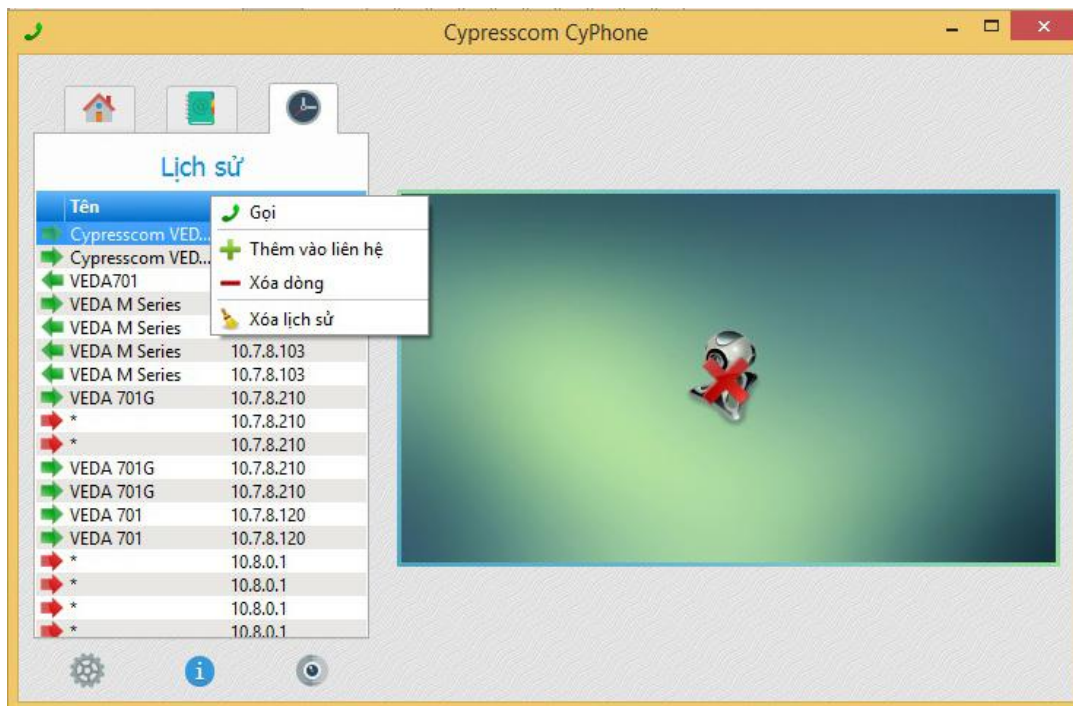 Cypresscom CyPhone
Lịch sử
Tên
Gọi
Thêm vào liên hệ
Xóa dòng
Xóa lịch sử
Cypresscom VED...
Cypresscom VED...
VEDA701
VEDA M Series
VEDA M Series
VEDA M Series 10.7.8.103
VEDA M Series 10.7.8.103
VEDA 701G 10.7.8.210
* 10.7.8.210
* 10.7.8.210
VEDA 701G 10.7.8.210
VEDA 701G 10.7.8.210
VEDA 701 10.7.8.120
VEDA 701 10.7.8.120
* 10.8.0.1
* 10.8.0.1
* 10.8.0.1
* 10.8.0.1